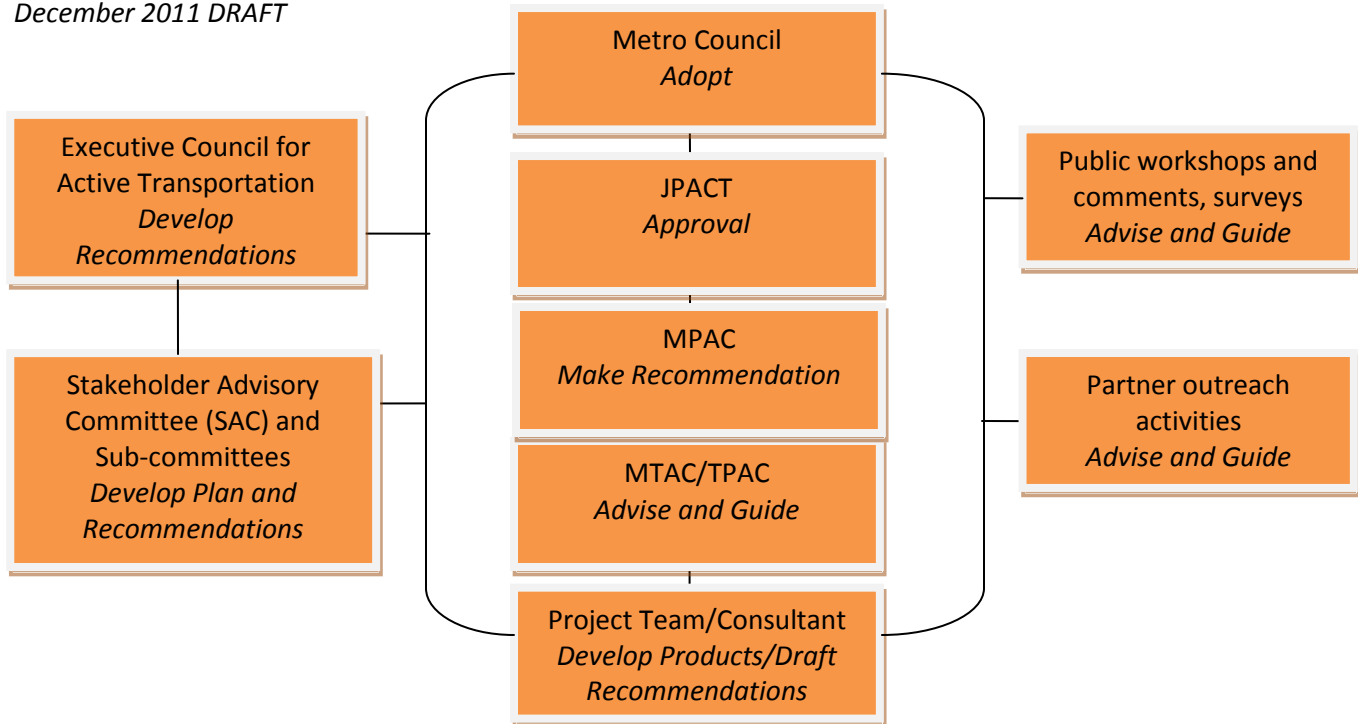 December 2011 DRAFT
Metro Council
Adopt
Executive Council for
Active Transportation
Develop
Recommendations
JPACT
Approval
Public workshops and
comments, surveys
Advise and Guide
MPAC
Make Recommendation
Stakeholder Advisory
Committee (SAC) and
Sub-committees
Develop Plan and
Recommendations
Partner outreach
activities
Advise and Guide
MTAC/TPAC
Advise and Guide
Project Team/Consultant
Develop Products/Draft
Recommendations